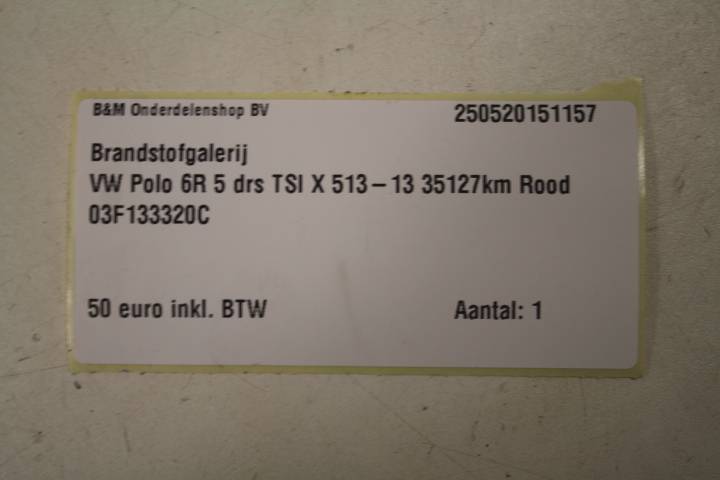 B&M Onderdelenshop BV 250520151157
Brandstofgalerij
VW Polo 6R 5 drs TSI X 513 – 13 35127km Rood
03F133320C
50 euro inkl. BTW Aantal: 1